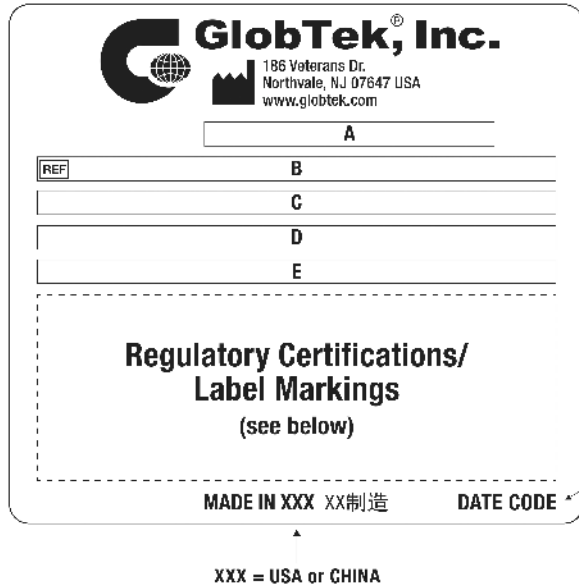 GlobTek,® Inc.
186 Veterans Dr.
Northvale, NJ 07647 USA
www.globtek.com
A
REF B
C
D
E
Regulatory Certifications/
Label Markings
(see below)
MADE IN XXX XX制造 DATE CODE
XXX = USA or CHINA